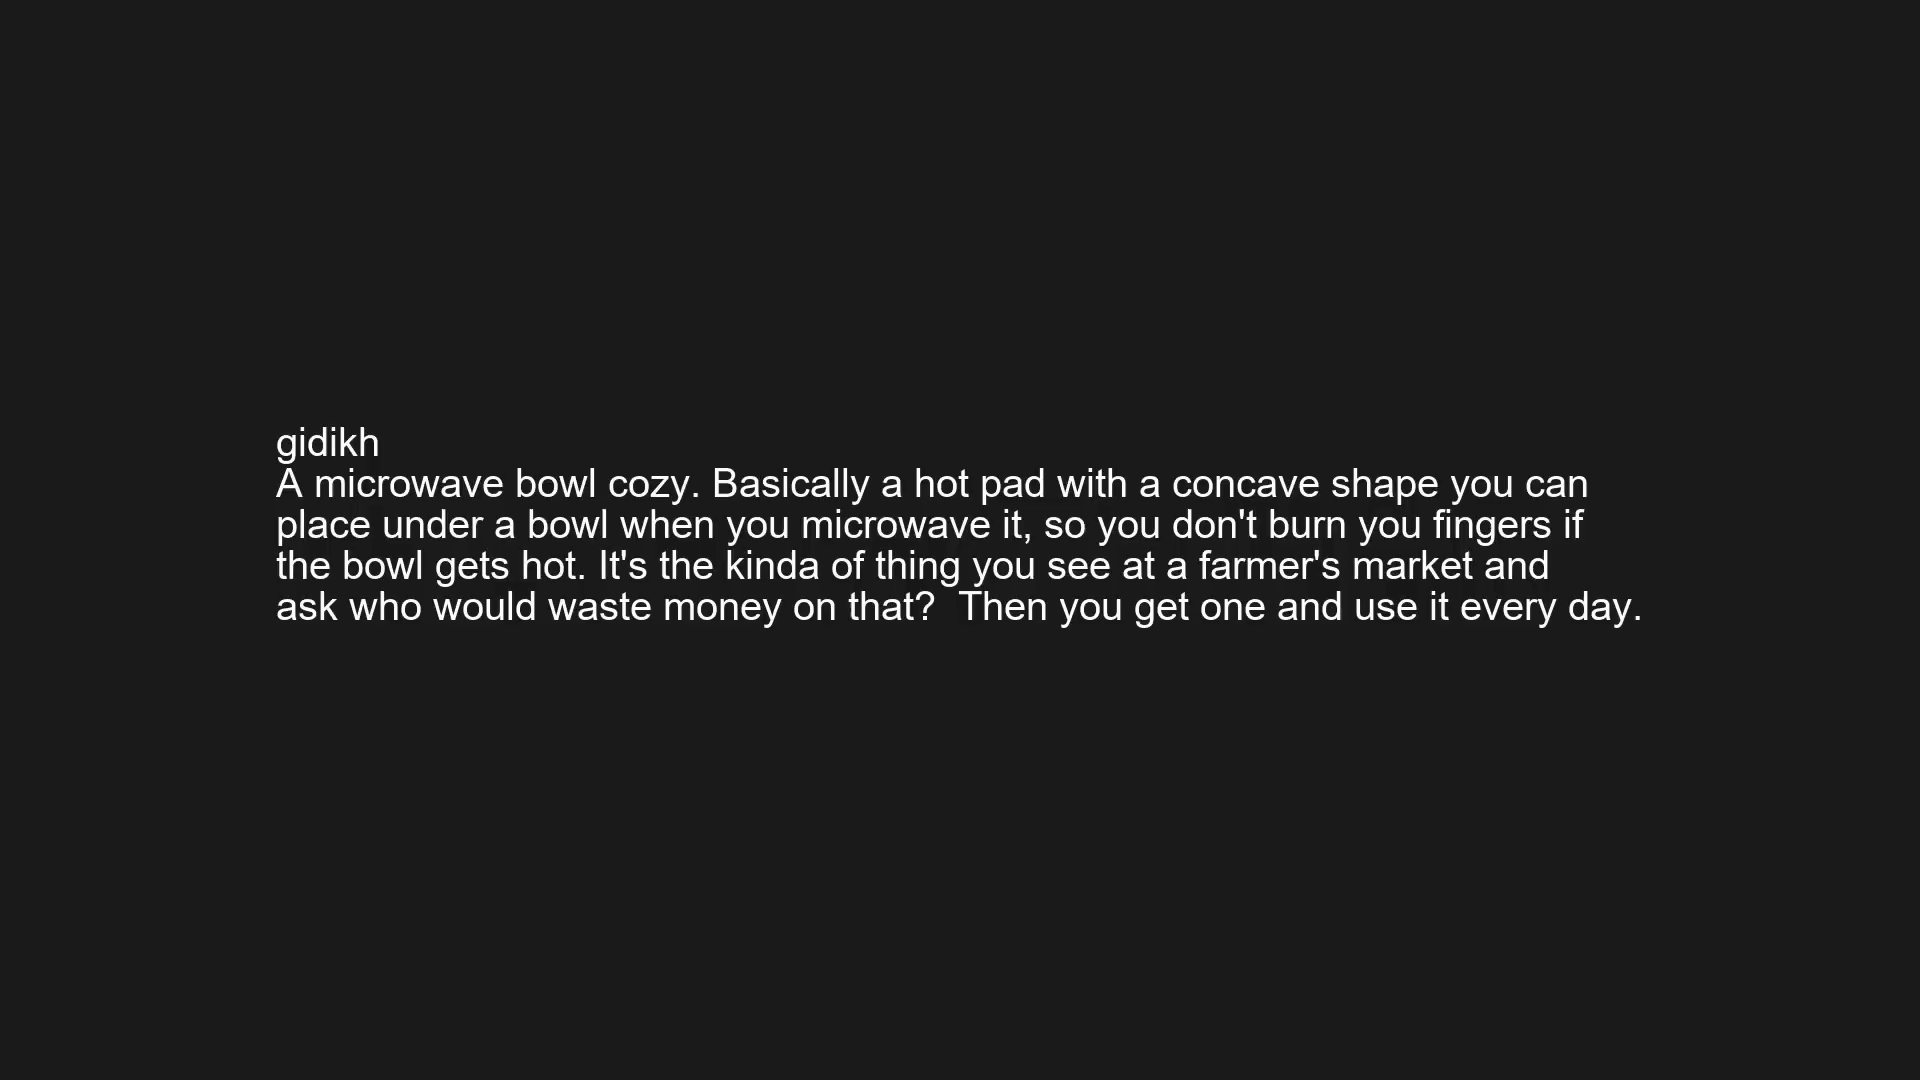 gidikh
A microwave bowl cozy. Basically a hot pad with a concave shape you can
place under a bowl when you microwave it, so you don't burn you fingers if
the bowl gets hot. It's the kinda of thing you see at a farmer's market and
ask who would waste money on that?  Then you get one and use it every day.